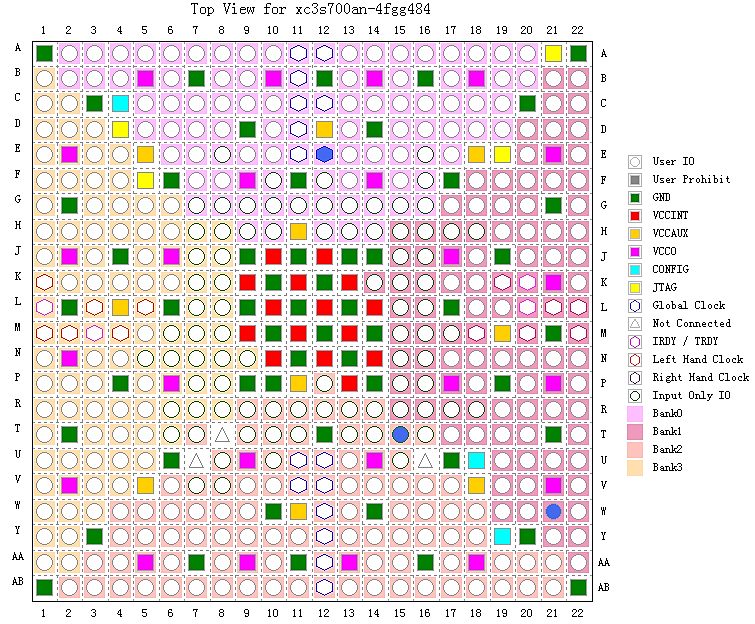 Top View for xc3s700an-4fgg484
1 2 3 4 5 6 7 8 9 10 11 12 13 14 15 16 17 18 19 20 21 22
A A
B B
C C
D D
E E
F F
G G
H H
J J
K K
L L
M M
N N
P P
R R
T T
U U
V V
W W
Y Y
AA AA
AB AB
1 2 3 4 5 6 7 8 9 10 11 12 13 14 15 16 17 18 19 20 21 22
User IO
User Prohibit
GND
VCCINT
VCCAUX
VCCO
CONFIG
JTAG
Global Clock
Not Connected
IRDY / TRDY
Left Hand Clock
Right Hand Clock
Input Only IO
Bank0
Bank1
Bank2
Bank3